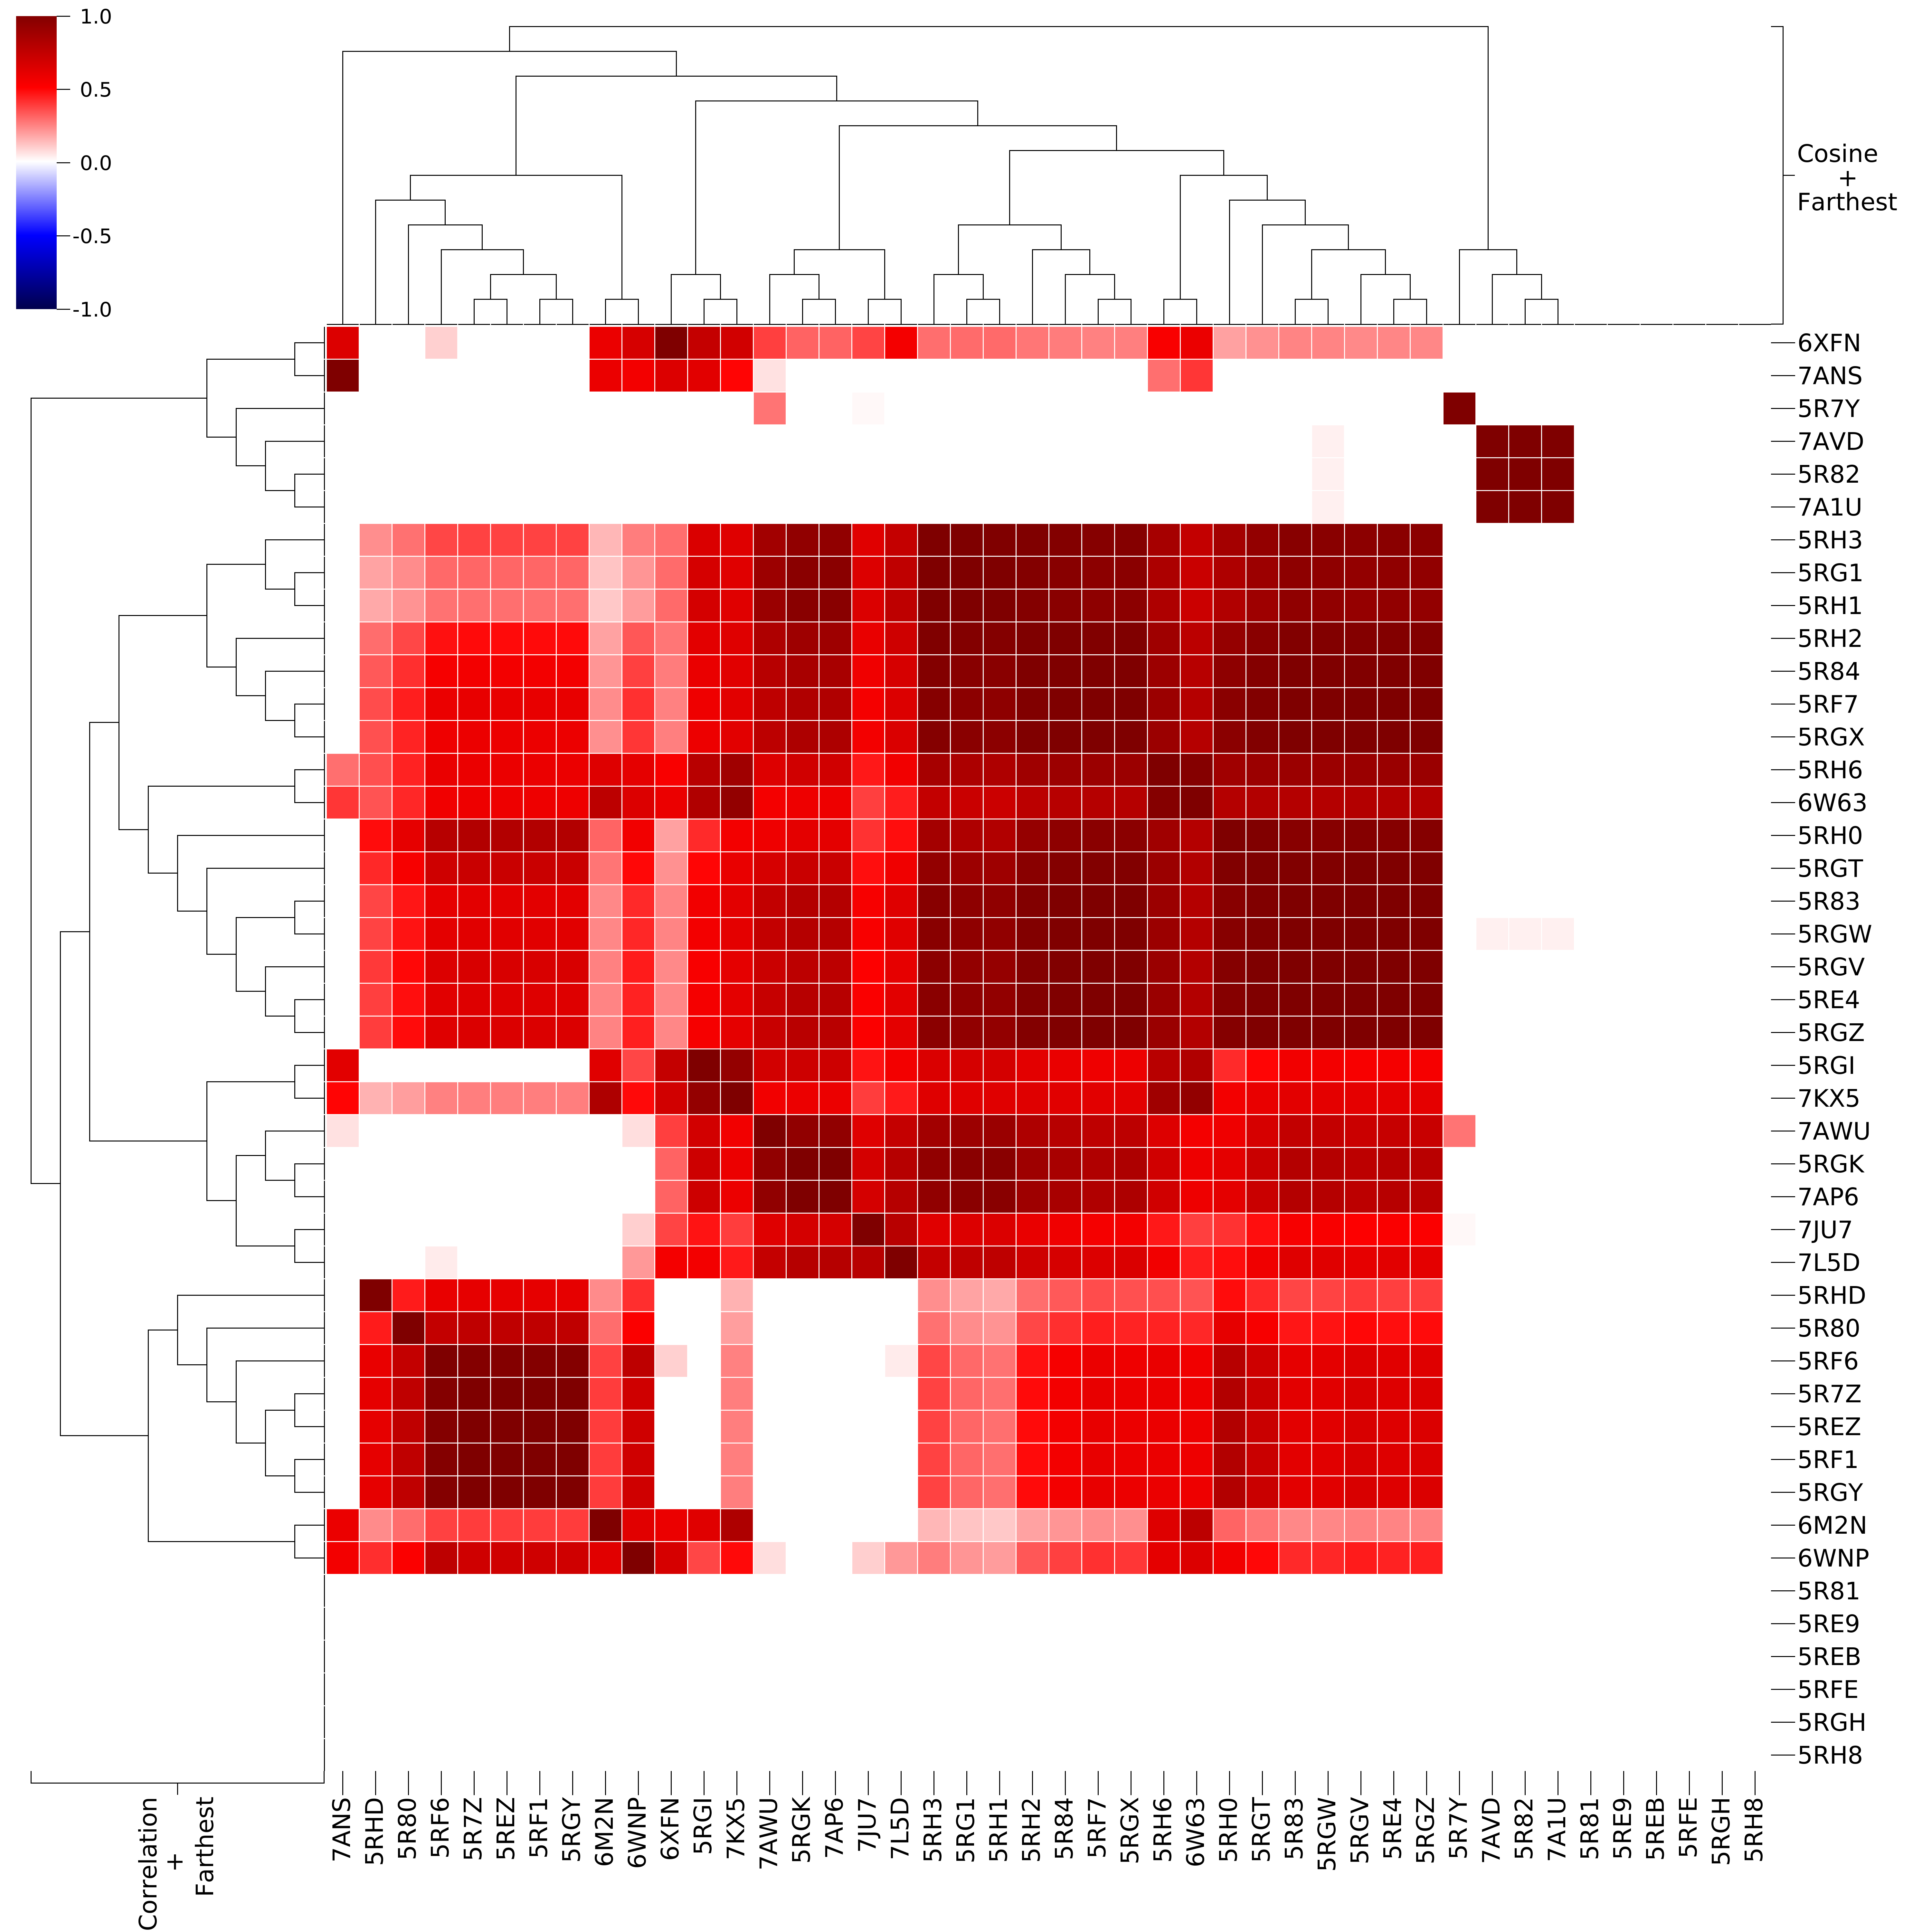 1.0
0.5
0.0
-0.5
-1.0
Cosine
+
Farthest
6XFN
7ANS
5R7Y
7AVD
5R82
7A1U
5RH3
5RG1
5RH1
5RH2
5R84
5RF7
5RGX
5RH6
6W63
5RH0
5RGT
5R83
5RGW
5RGV
5RE4
5RGZ
5RGI
7KX5
7AWU
5RGK
7AP6
7JU7
7L5D
5RHD
5R80
5RF6
5R7Z
5REZ
5RF1
5RGY
6M2N
6WNP
5R81
5RE9
5REB
5RFE
5RGH
5RH8
Correlation
+
Farthest
7ANS
5RHD
5R80
5RF6
5R7Z
5REZ
5RF1
5RGY
6M2N
6WNP
6XFN
5RGI
7KX5
7AWU
5RGK
7AP6
7JU7
7L5D
5RH3
5RG1
5RH1
5RH2
5R84
5RF7
5RGX
5RH6
6W63
5RH0
5RGT
5R83
5RGW
5RGV
5RE4
5RGZ
5R7Y
7AVD
5R82
7A1U
5R81
5RE9
5REB
5RFE
5RGH
5RH8